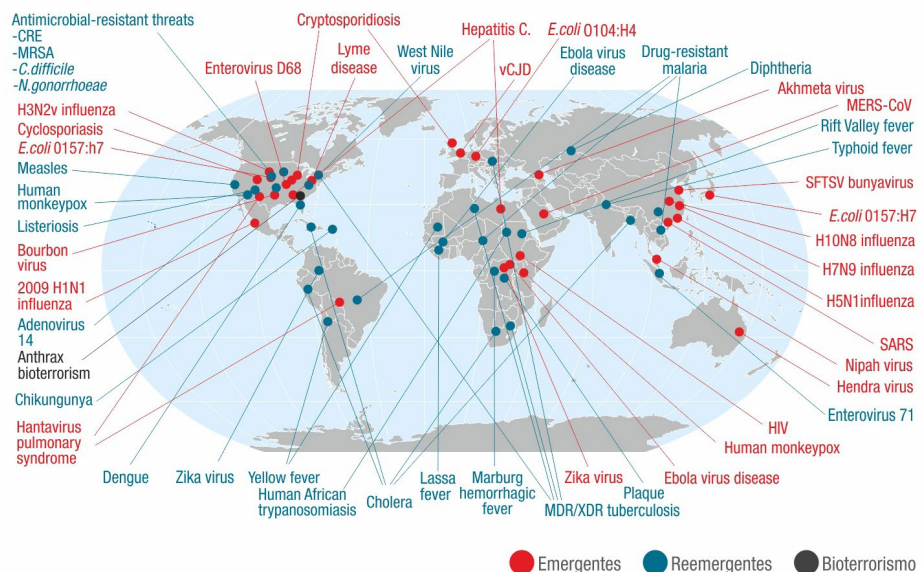 Antimicrobial-resistant threats
-CRE
-MRSA
-C.difficile
-N.gonorrhoeae
Cryptosporidiosis
Enterovirus D68
Lyme
disease
West Nile
virus
Hepatitis C.
vCJD
E.coli O104:H4
Ebola virus
disease
Drug-resistant
malaria
Diphtheria
Akhmeta virus
MERS-CoV
Rift Valley fever
Typhoid fever
SFTSV bunyavirus
E.coli 0157:H7
H10N8 influenza
H7N9 influenza
H5N1influenza
SARS
Nipah virus
Hendra virus
Enterovirus 71
HIV
Human monkeypox
H3N2v influenza
Cyclosporiasis
E.coli 0157:h7
Measles
Human
monkeypox
Listeriosis
Bourbon
virus
2009 H1N1
influenza
Adenovirus
14
Anthrax
bioterrorism
Chikungunya
Hantavirus
pulmonary
syndrome
Dengue
Zika virus
Yellow fever
Human African
trypanosomiasis
Cholera
Lassa
fever
Marburg
hemorrhagic
fever
Zika virus
MDR/XDR tuberculosis
Plaque
Ebola virus disease
Emergentes
Reemergentes
Bioterrorismo